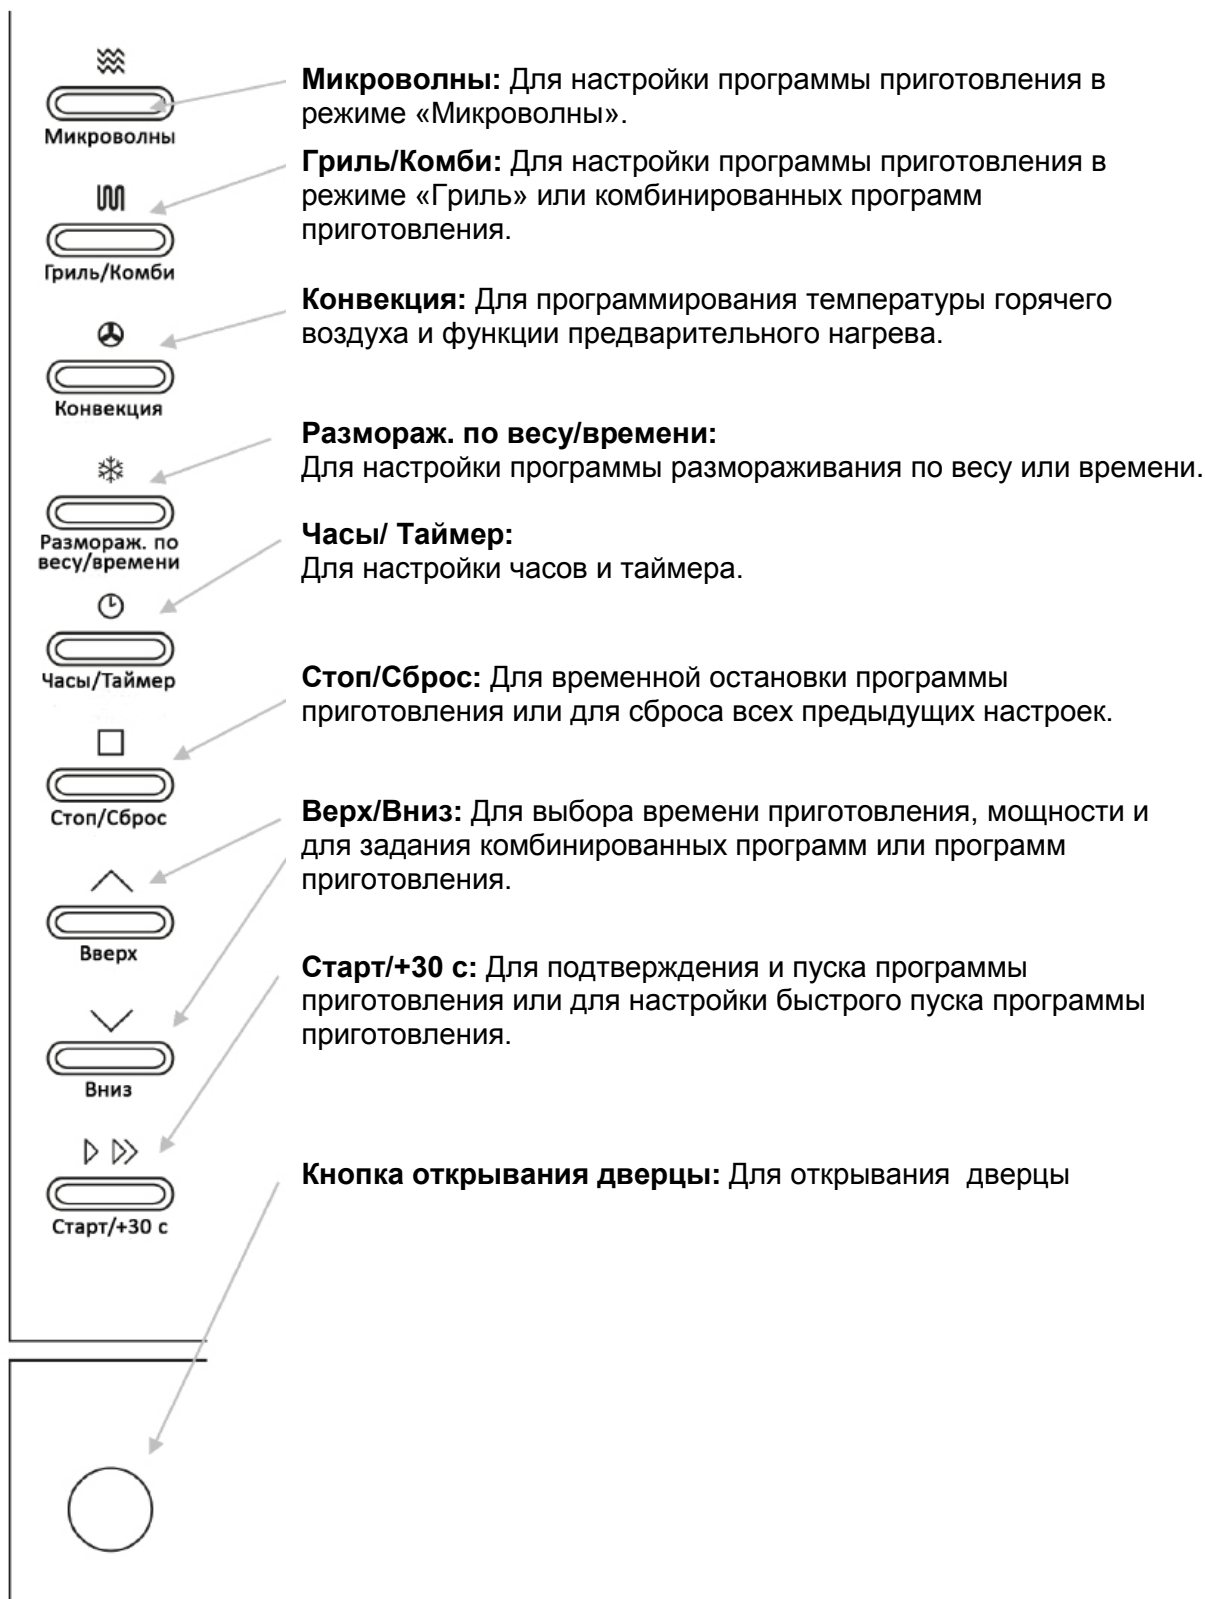 Микроволны
Микроволны: Для настройки программы приготовления в
режиме «Микроволны».
Гриль/Комби
Гриль/Комби: Для настройки программы приготовления в
режиме «Гриль» или комбинированных программ
приготовления.
Конвекция
Конвекция: Для программирования температуры горячего
воздуха и функции предварительного нагрева.
Размораж. по
весу/времени
Размораж. по весу/времени:
Для настройки программы размораживания по весу или времени.
Часы/Таймер
Часы/ Таймер:
Для настройки часов и таймера.
Стоп/Сброс
Стоп/Сброс: Для временной остановки программы
приготовления или для сброса всех предыдущих настроек.
Вверх
Верх/Вниз: Для выбора времени приготовления, мощности и
для задания комбинированных программ или программ
приготовления.
Вниз
Старт/+30 с
Старт/+30 с: Для подтверждения и пуска программы
приготовления или для настройки быстрого пуска программы
приготовления.
Кнопка открывания дверцы: Для открывания  дверцы